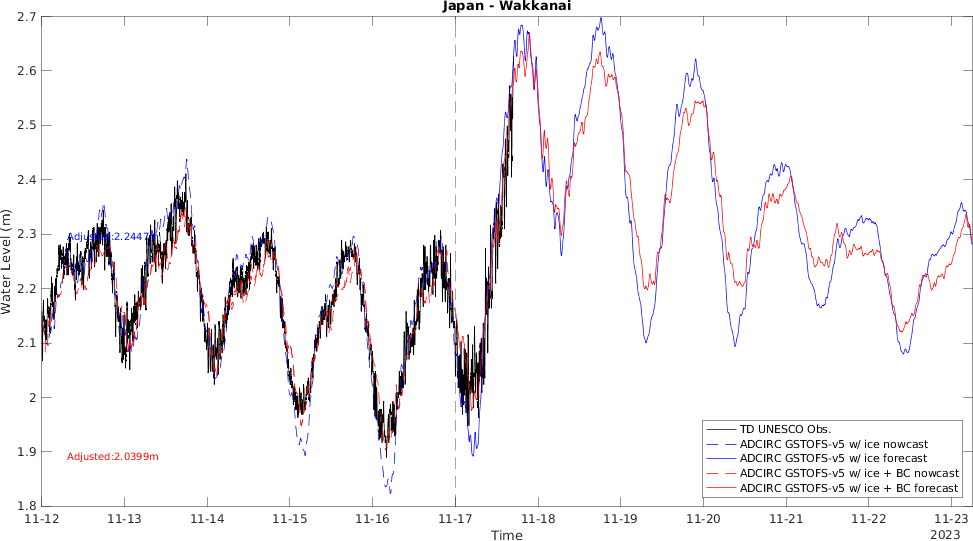 Japan - Wakkanai
2.7
2.6
2.5
2.4
2.3
2.2
2.1
2
1.9
1.8
Water Level (m)
Adjusted:2.2447m
Adjusted:2.0399m
TD UNESCO Obs.
ADCIRC GSTOFS-v5 w/ ice nowcast
ADCIRC GSTOFS-v5 w/ ice forecast
ADCIRC GSTOFS-v5 w/ ice + BC nowcast
ADCIRC GSTOFS-v5 w/ ice + BC forecast
11-12 11-13 11-14 11-15 11-16 11-17 11-18 11-19 11-20 11-21 11-22 11-23
Time
2023